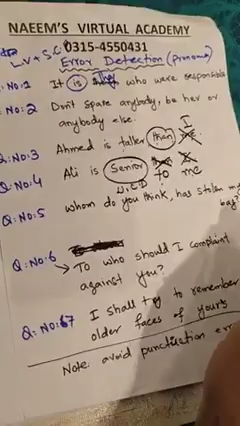 NAEEM'S VIRTUAL ACADEMY
0315-4550431
L.V + S.C
Error Detection (pronoun)
Q:No:1 It is they who were responsible
Q:No:2 Don't spare anybody, be her or
anybody else.
I
Q:No:3 Ahmed is taller than me.
Q:No:4 Ali is Senior to me
Q:No:5 whom do you think, has stolen my
bag?
Q:No:6 → To who should I complaint
against you?
Q:No:67 I shall try to remember
older faces of yours
Note: avoid punctuation